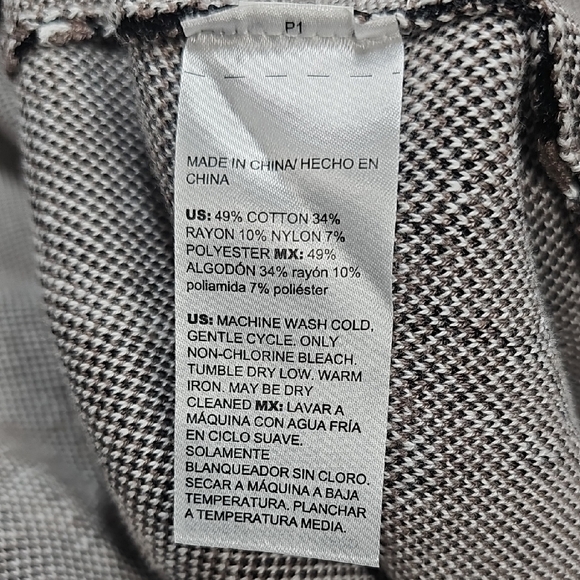 P1
MADE IN CHINA/ HECHO EN
CHINA
US: 49% COTTON 34%
RAYON 10% NYLON 7%
POLYESTER MX: 49%
ALGODÓN 34% rayón 10%
poliamida 7% poliéster
US: MACHINE WASH COLD,
GENTLE CYCLE. ONLY
NON-CHLORINE BLEACH.
TUMBLE DRY LOW. WARM
IRON. MAY BE DRY
CLEANED MX: LAVAR A
MÁQUINA CON AGUA FRÍA
EN CICLO SUAVE.
SOLAMENTE
BLANQUEADOR SIN CLORO.
SECAR A MÁQUINA A BAJA
TEMPERATURA. PLANCHAR
A TEMPERATURA MEDIA.